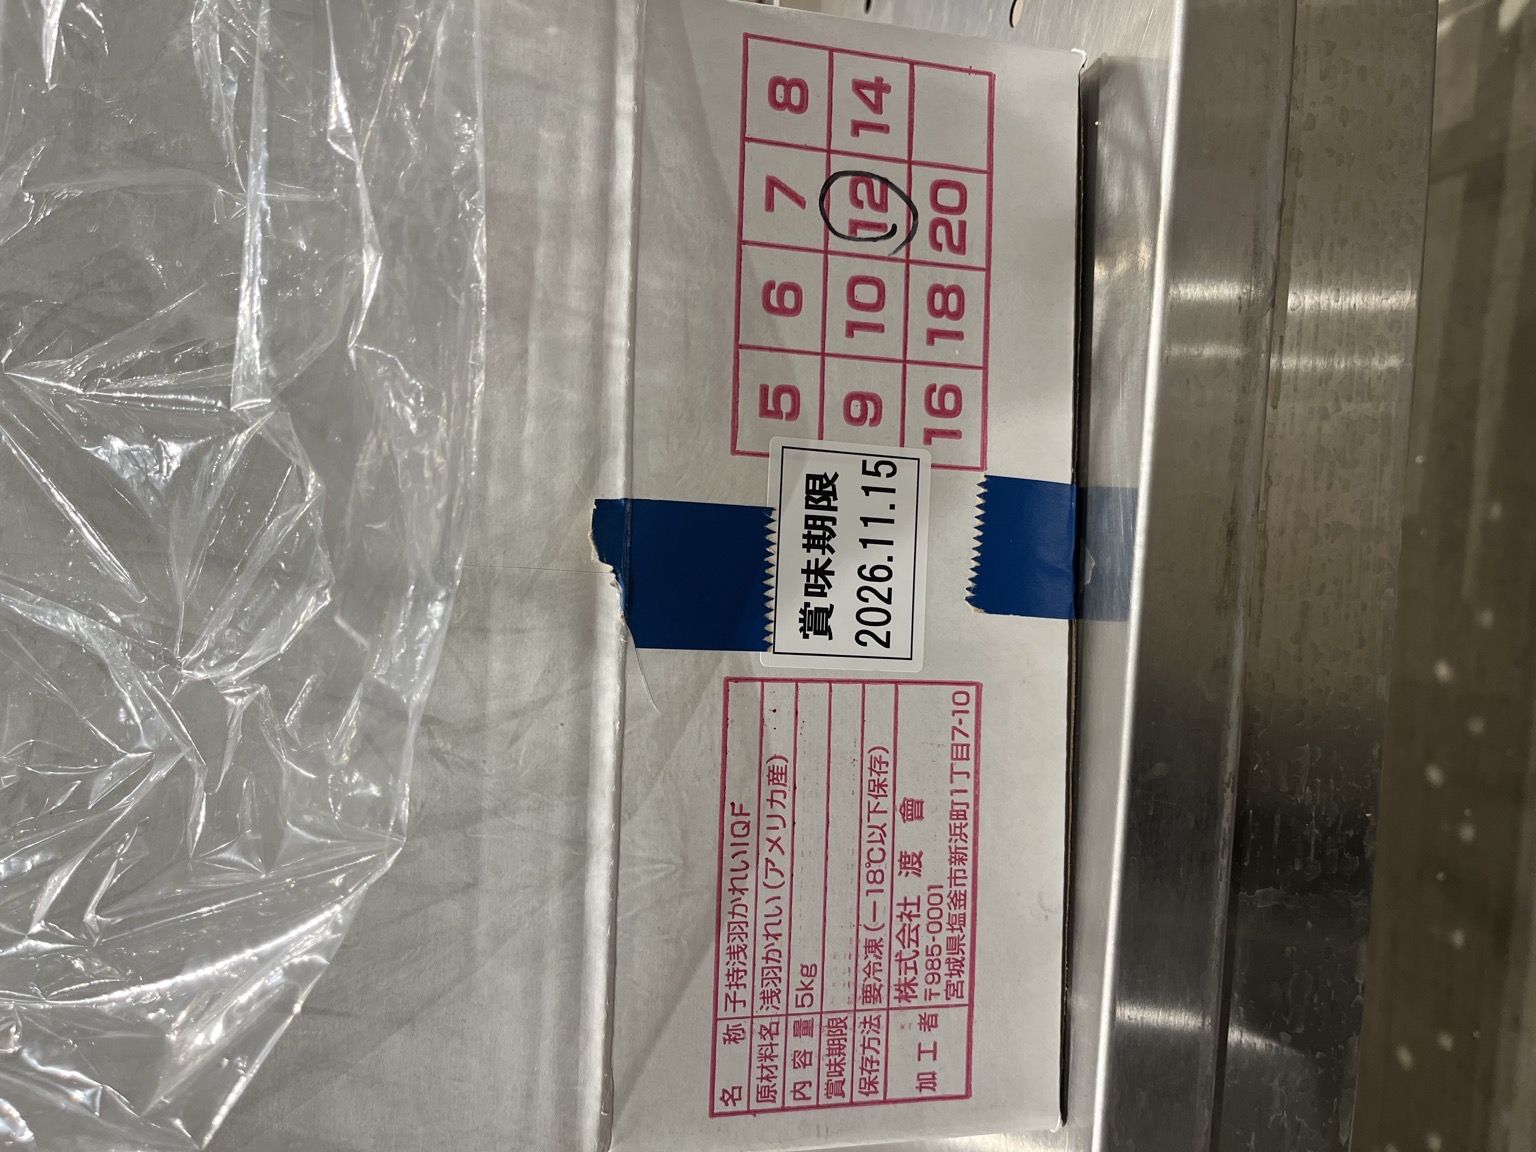 名称 子持浅羽かれいIQF
原材料名 浅羽かれい(アメリカ産)
内容量 5kg
賞味期限
保存方法 要冷凍(−18℃以下保存)
加工者 株式会社 渡會
〒985-0001
宮城県塩釜市新浜町1丁目7-10
賞味期限
2026.11.15
5 6 7 8
9 10 12 14
16 18 20